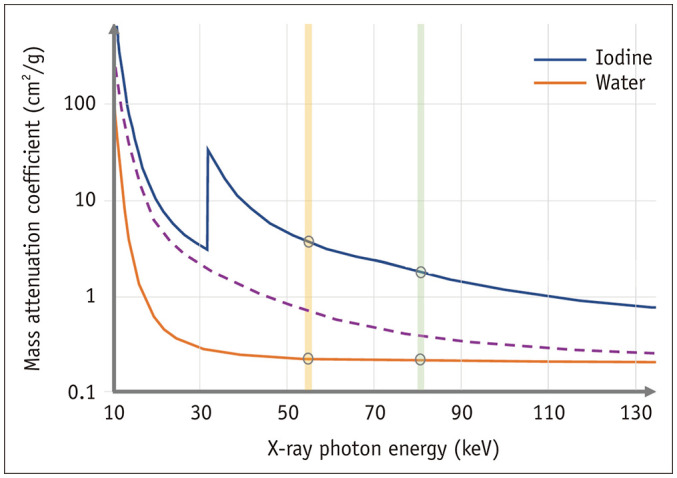 Mass attenuation coefficient (cm²/g)
Iodine
Water
100
10
1
0.1
10 30 50 70 90 110 130
X-ray photon energy (keV)